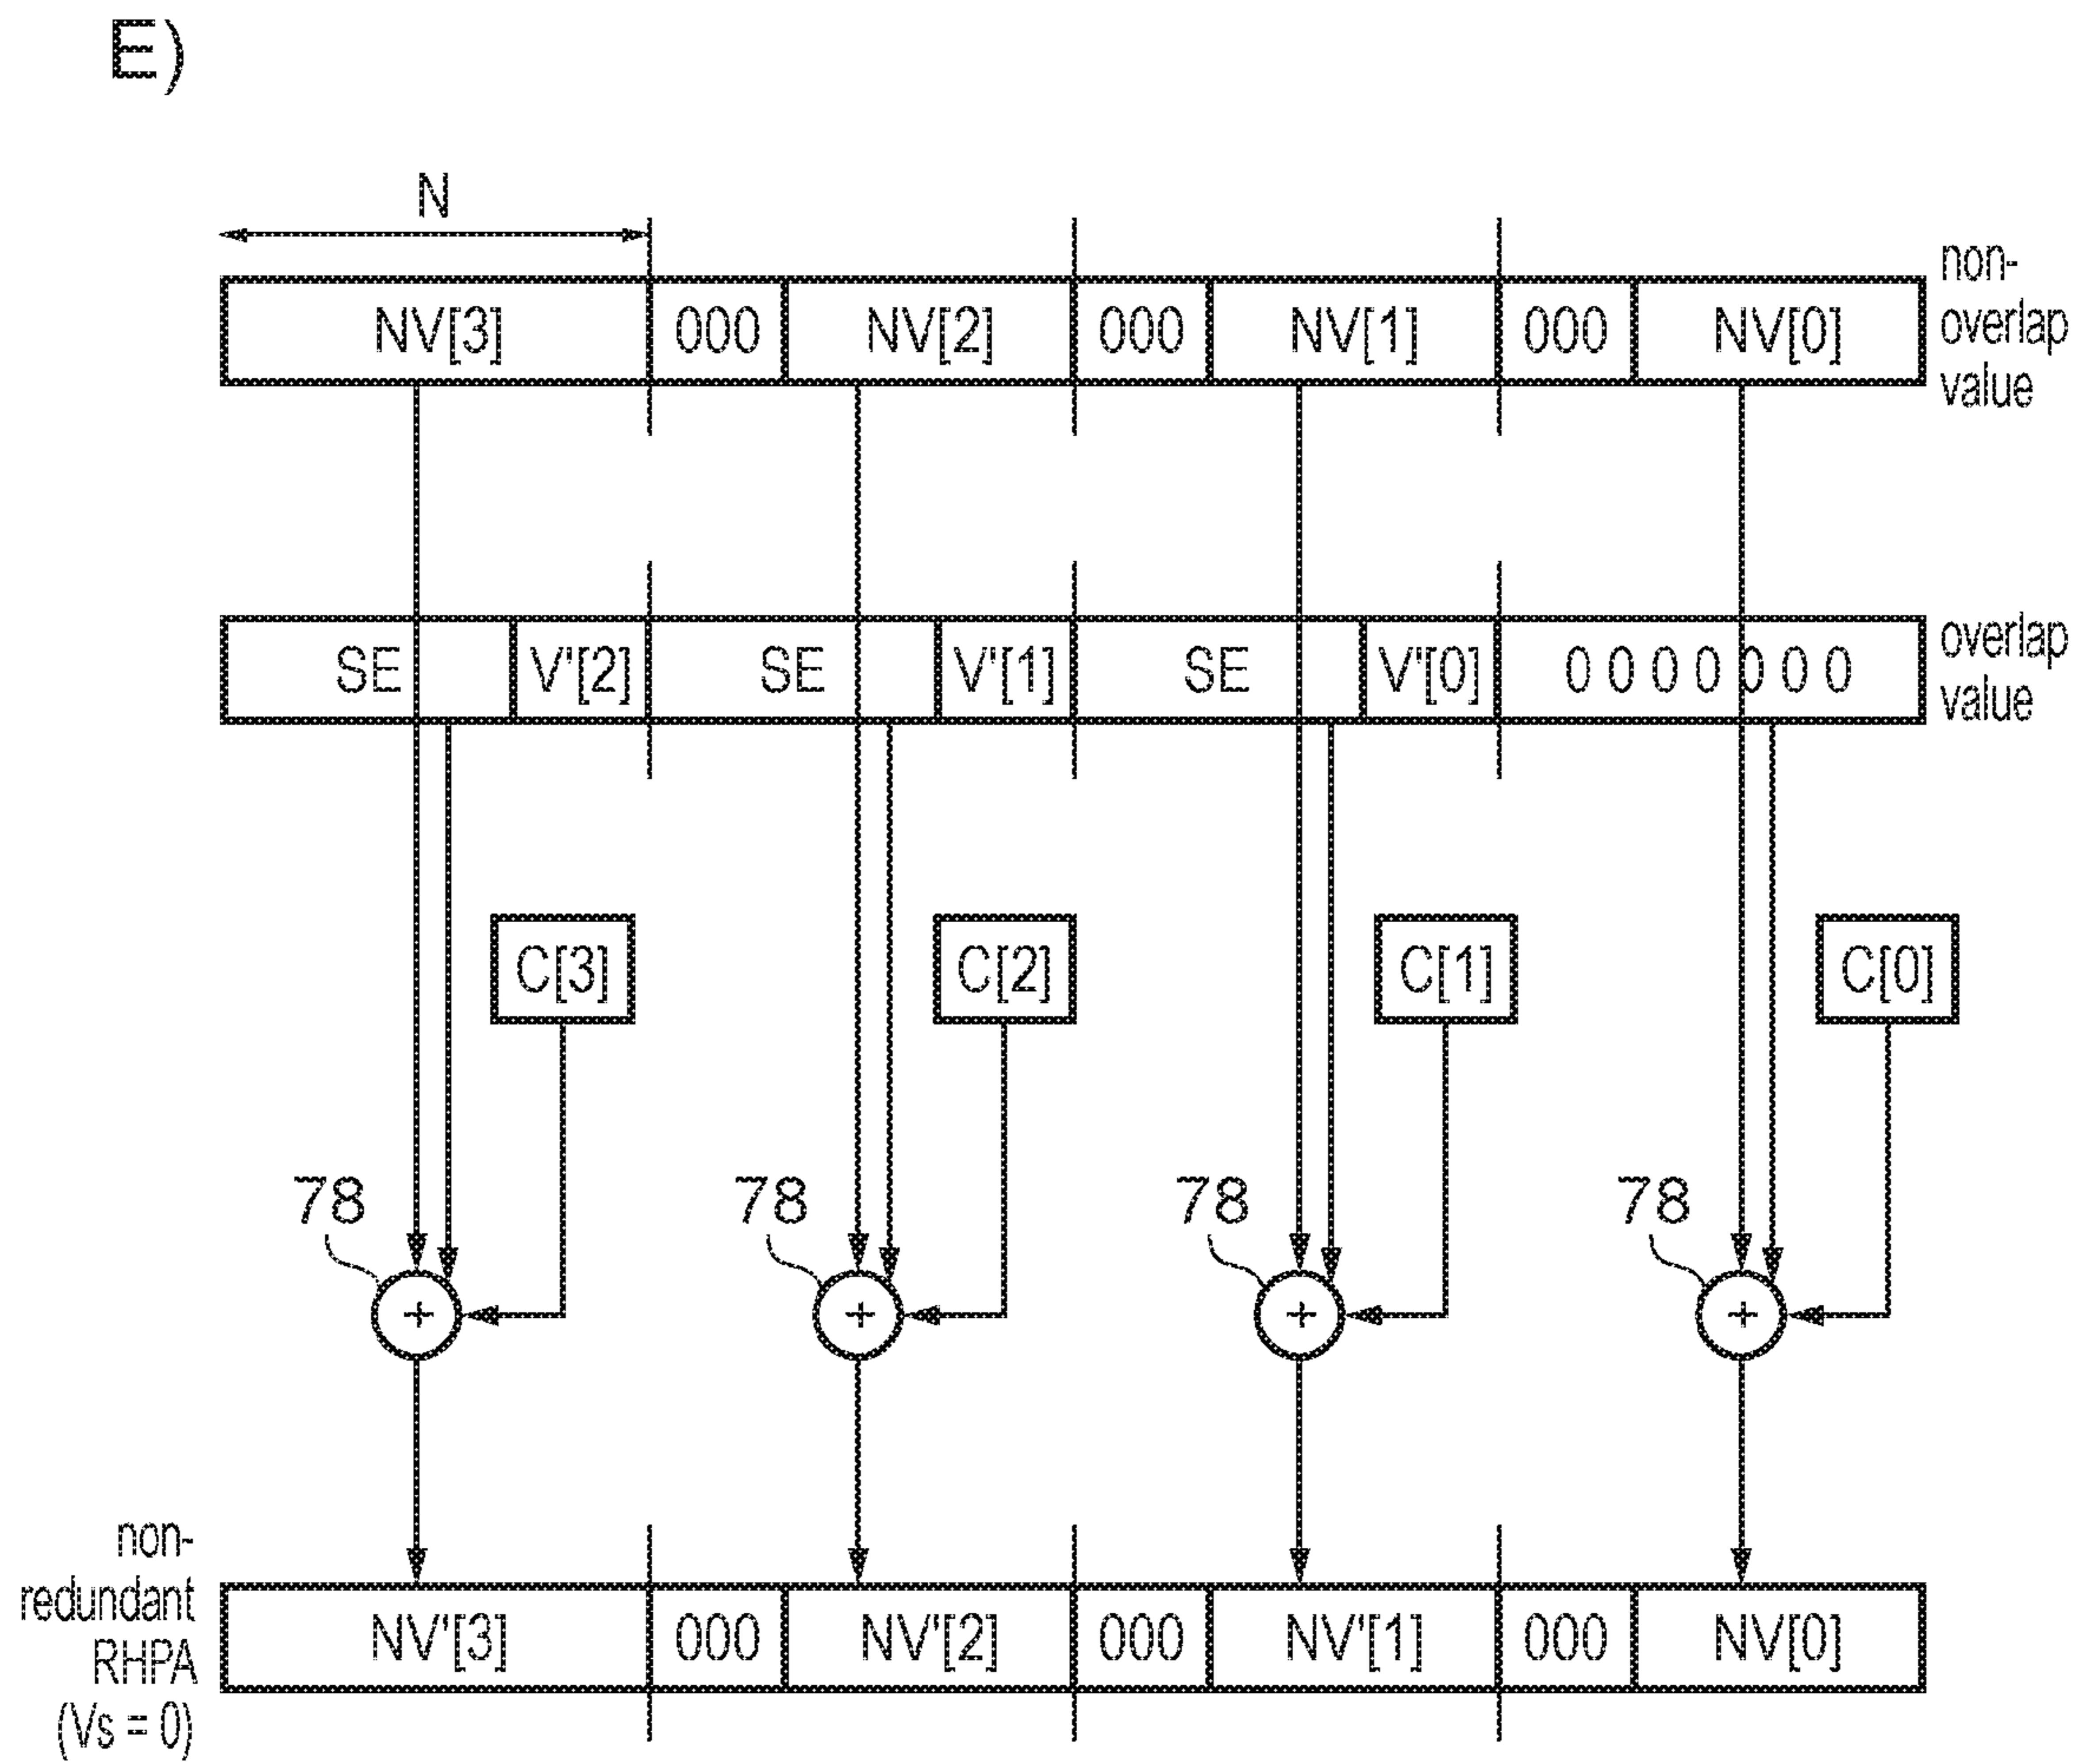 E)
N
NV[3] 000 NV[2] 000 NV[1] 000 NV[0]
non-
overlap
value
SE V'[2] SE V'[1] SE V'[0] 0 0 0 0 0 0 0
overlap
value
C[3] C[2] C[1] C[0]
78 78 78 78
+ + + +
non-
redundant
RHPA
(Vs = 0)
NV'[3] 000 NV'[2] 000 NV'[1] 000 NV[0]